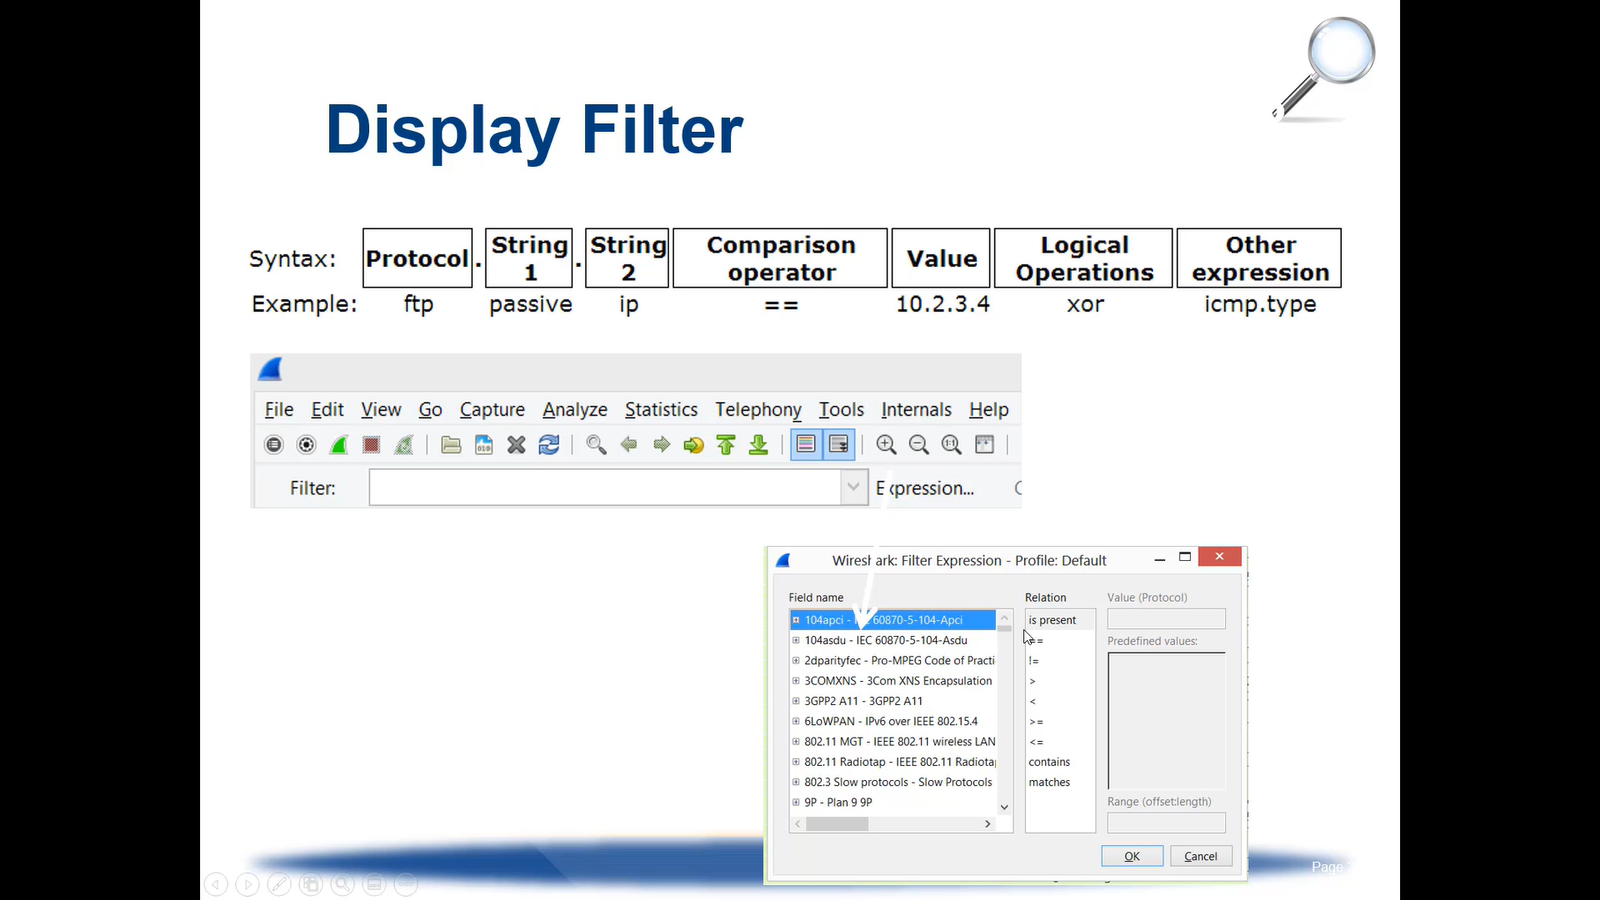 Display Filter
Syntax: Protocol . String 1 . String 2 Comparison operator Value Logical Operations Other expression
Example: ftp passive ip == 10.2.3.4 xor icmp.type
File Edit View Go Capture Analyze Statistics Telephony Tools Internals Help
Filter: Expression...
Wireshark: Filter Expression - Profile: Default
Field name Relation Value (Protocol)
104apci - IEC 60870-5-104-Apci is present
104asdu - IEC 60870-5-104-Asdu == Predefined values:
2dparityfec - Pro-MPEG Code of Practi !=
3COMXNS - 3Com XNS Encapsulation >
3GPP2 A11 - 3GPP2 A11 <
6LoWPAN - IPv6 over IEEE 802.15.4 >=
802.11 MGT - IEEE 802.11 wireless LAN <=
802.11 Radiotap - IEEE 802.11 Radiotap contains
802.3 Slow protocols - Slow Protocols matches
9P - Plan 9 9P Range (offset:length)
OK Cancel
Page